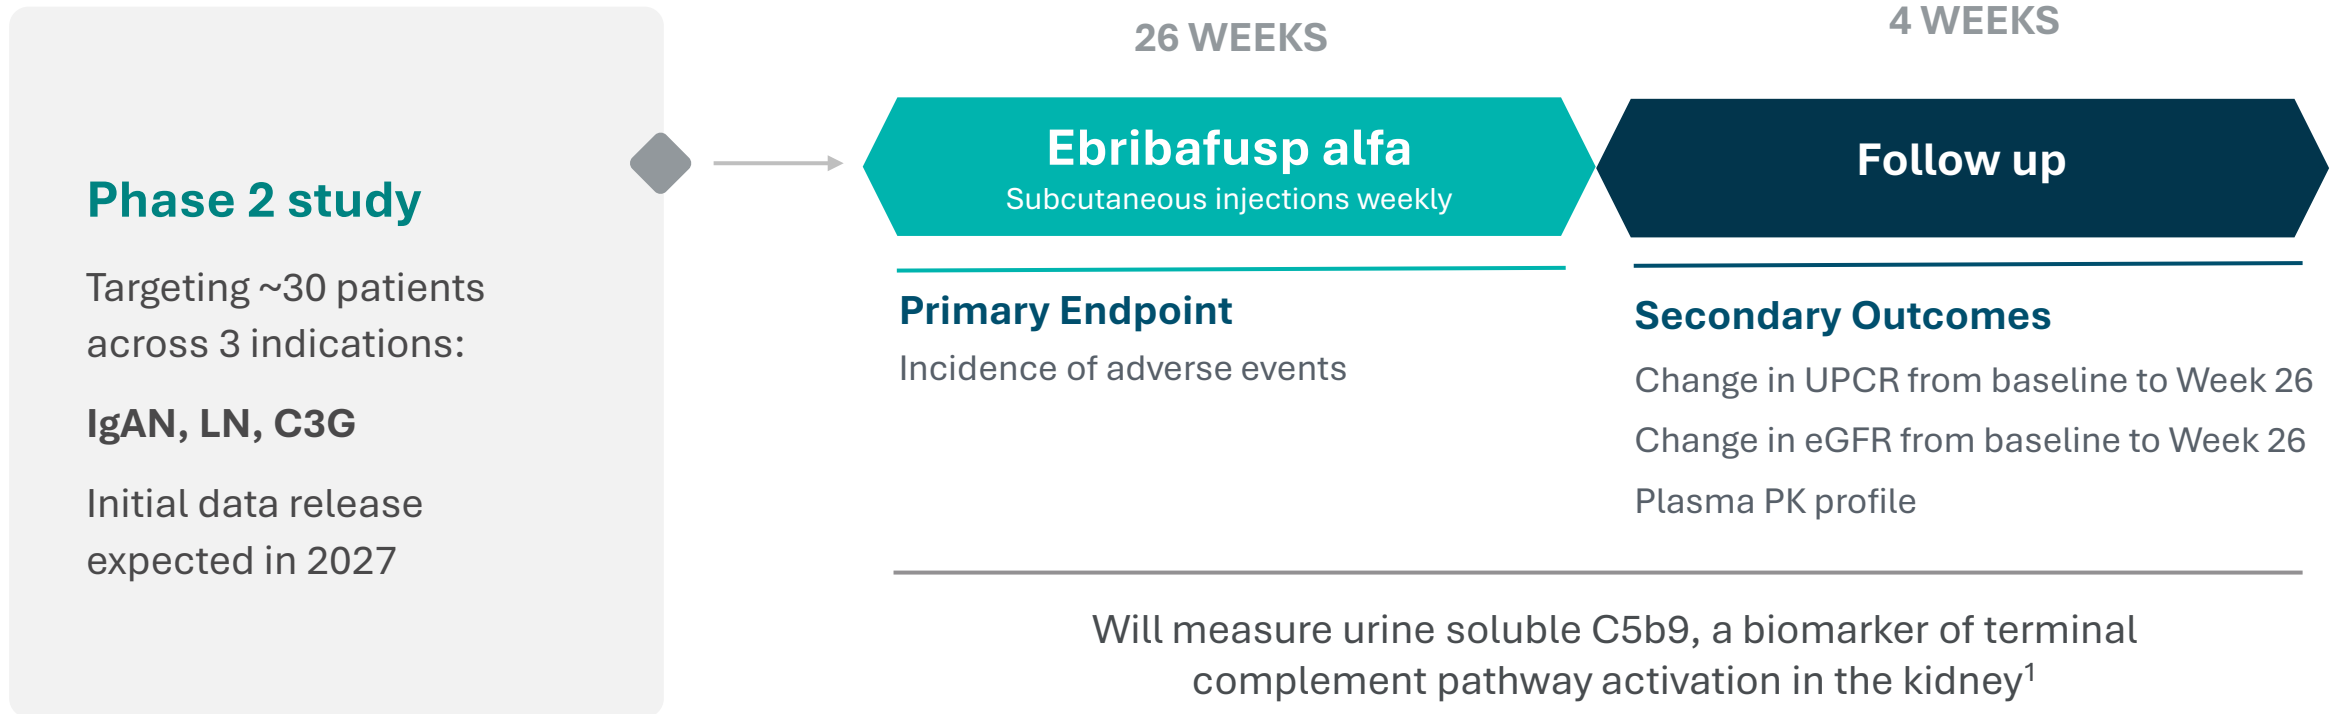 Phase 2 study
Targeting ~30 patients
across 3 indications:
IgAN, LN, C3G
Initial data release
expected in 2027
26 WEEKS
Ebribafusp alfa
Subcutaneous injections weekly
Primary Endpoint
Incidence of adverse events
4 WEEKS
Follow up
Secondary Outcomes
Change in UPCR from baseline to Week 26
Change in eGFR from baseline to Week 26
Plasma PK profile
Will measure urine soluble C5b9, a biomarker of terminal
complement pathway activation in the kidney¹